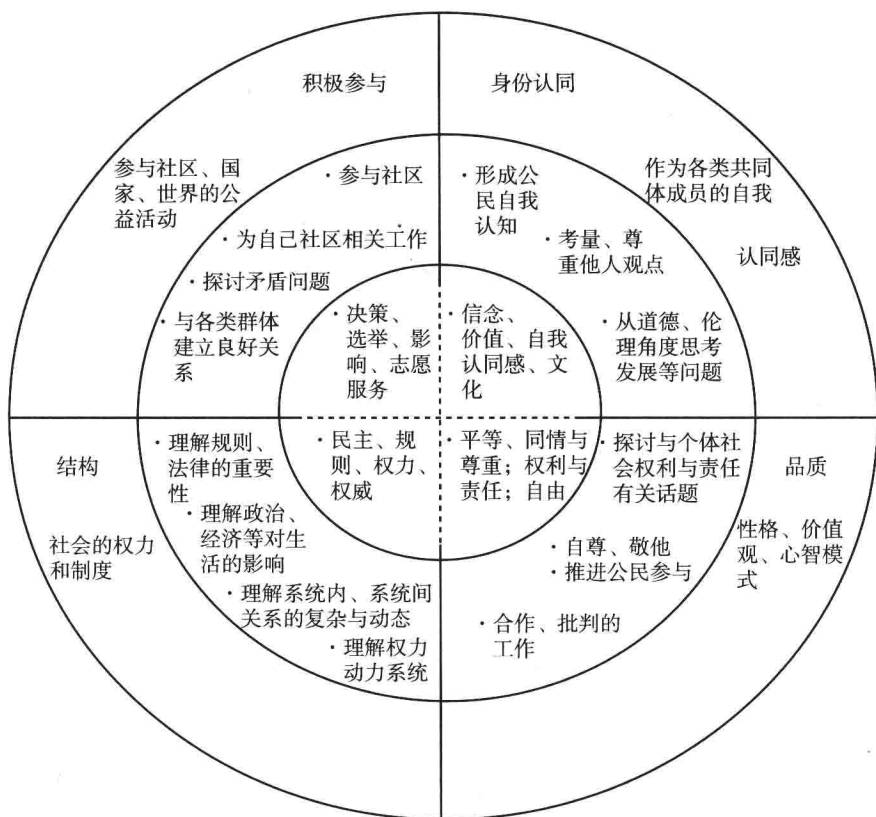 积极参与
参与社区、国
家、世界的公
益活动
· 参与社区
· 为自己社区相关工作
· 探讨矛盾问题
· 与各类群体
建立良好关
系
· 决策、
选举、影
响、志愿
服务
身份认同
作为各类共同
体成员的自我
认同感
· 形成公
民自我
认知
· 考量、尊
重他人观点
· 从道德、伦
理角度思考
发展等问题
· 信念、
价值、自我
认同感、文
化
结构
社会的权力
和制度
· 理解规则、
法律的重要
性
· 理解政治、
经济等对生
活的影响
· 理解系统内、系统间
关系的复杂与动态
· 理解权力
动力系统
· 民主、规
则、权力、
权威
· 平等、同情与
尊重；权利与
责任；自由
· 探讨与个体社
会权利与责任
有关话题
· 自尊、敬他
· 推进公民参与
· 合作、批判的
工作
品质
性格、价值
观、心智模
式